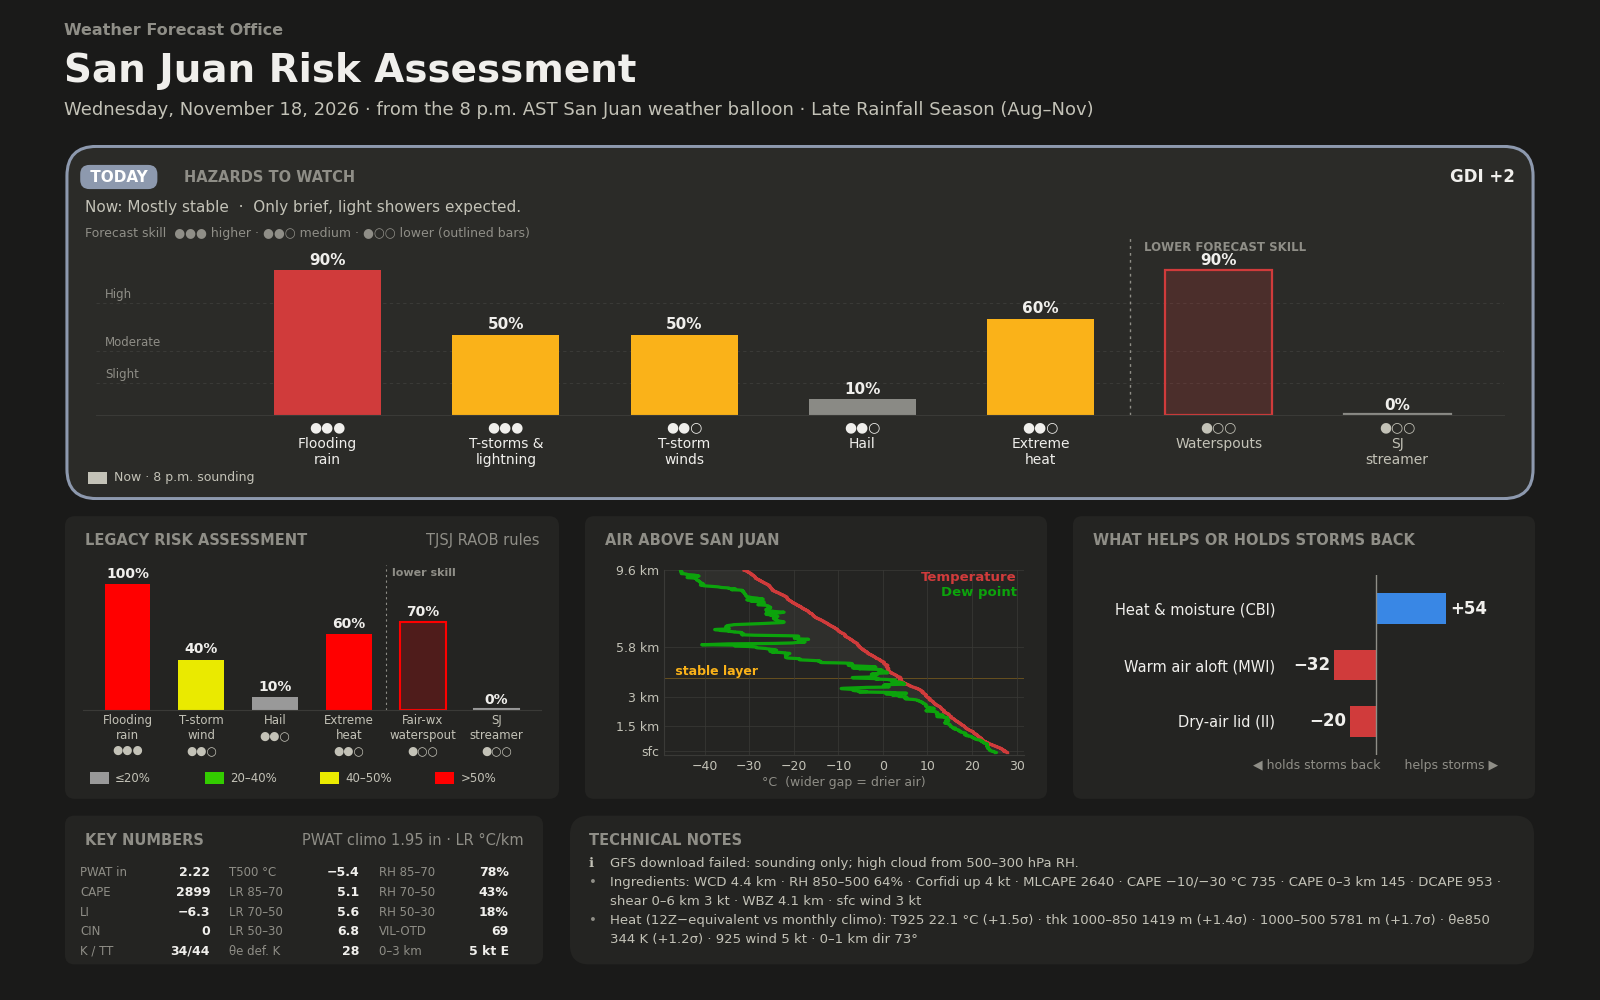 Weather Forecast Office
San Juan Risk Assessment
Wednesday, November 18, 2026 · from the 8 p.m. AST San Juan weather balloon · Late Rainfall Season (Aug–Nov)
TODAY HAZARDS TO WATCH GDI +2
Now: Mostly stable · Only brief, light showers expected.
Forecast skill ●●● higher · ●●○ medium · ●○○ lower (outlined bars)
LOWER FORECAST SKILL
90% 50% 50% 10% 60% 90% 0%
High
Moderate
Slight
●●● ●●● ●●○ ●●○ ●●○ ●○○ ●○○
Flooding T-storms & T-storm Hail Extreme Waterspouts SJ
rain lightning winds heat streamer
Now · 8 p.m. sounding
LEGACY RISK ASSESSMENT TJSJ RAOB rules
lower skill
100% 40% 10% 60% 70% 0%
Flooding T-storm Hail Extreme Fair-wx SJ
rain wind ●●○ heat waterspout streamer
●●● ●●○ ●●○ ●○○ ●○○
≤20% 20–40% 40–50% >50%
AIR ABOVE SAN JUAN
9.6 km
5.8 km
3 km
1.5 km
sfc
Temperature
Dew point
stable layer
−40 −30 −20 −10 0 10 20 30
°C (wider gap = drier air)
WHAT HELPS OR HOLDS STORMS BACK
Heat & moisture (CBI) +54
Warm air aloft (MWI) −32
Dry-air lid (II) −20
◀ holds storms back helps storms ▶
KEY NUMBERS PWAT climo 1.95 in · LR °C/km
PWAT in 2.22 T500 °C −5.4 RH 85–70 78%
CAPE 2899 LR 85–70 5.1 RH 70–50 43%
LI −6.3 LR 70–50 5.6 RH 50–30 18%
CIN 0 LR 50–30 6.8 VIL-OTD 69
K / TT 34/44 θe def. K 28 0–3 km 5 kt E
TECHNICAL NOTES
ℹ GFS download failed: sounding only; high cloud from 500–300 hPa RH.
• Ingredients: WCD 4.4 km · RH 850–500 64% · Corfidi up 4 kt · MLCAPE 2640 · CAPE −10/−30 °C 735 · CAPE 0–3 km 145 · DCAPE 953 ·
shear 0–6 km 3 kt · WBZ 4.1 km · sfc wind 3 kt
• Heat (12Z−equivalent vs monthly climo): T925 22.1 °C (+1.5σ) · thk 1000–850 1419 m (+1.4σ) · 1000–500 5781 m (+1.7σ) · θe850
344 K (+1.2σ) · 925 wind 5 kt · 0–1 km dir 73°